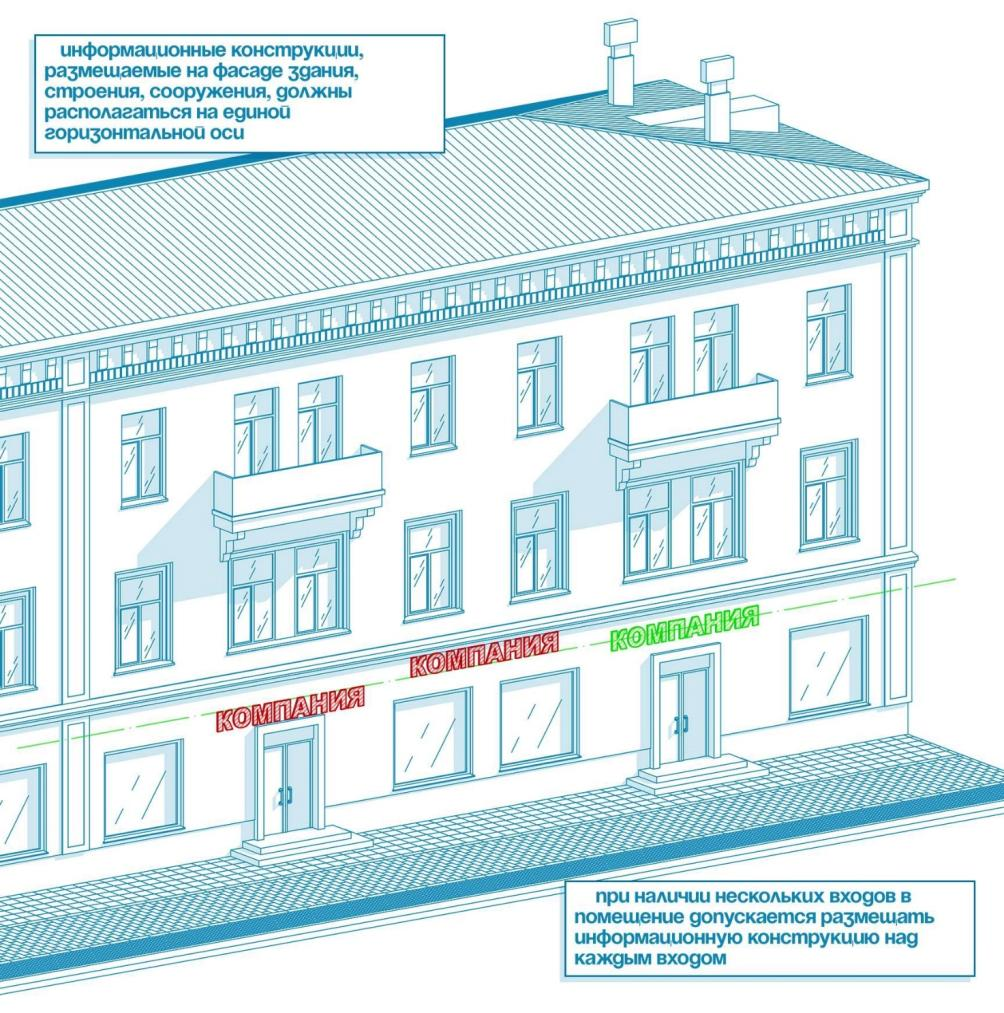 информационные конструкции,
размещаемые на фасаде здания,
строения, сооружения, должны
располагаться на единой
горизонтальной оси
КОМПАНИЯ
КОМПАНИЯ
КОМПАНИЯ
при наличии нескольких входов в
помещение допускается размещать
информационную конструкцию над
каждым входом